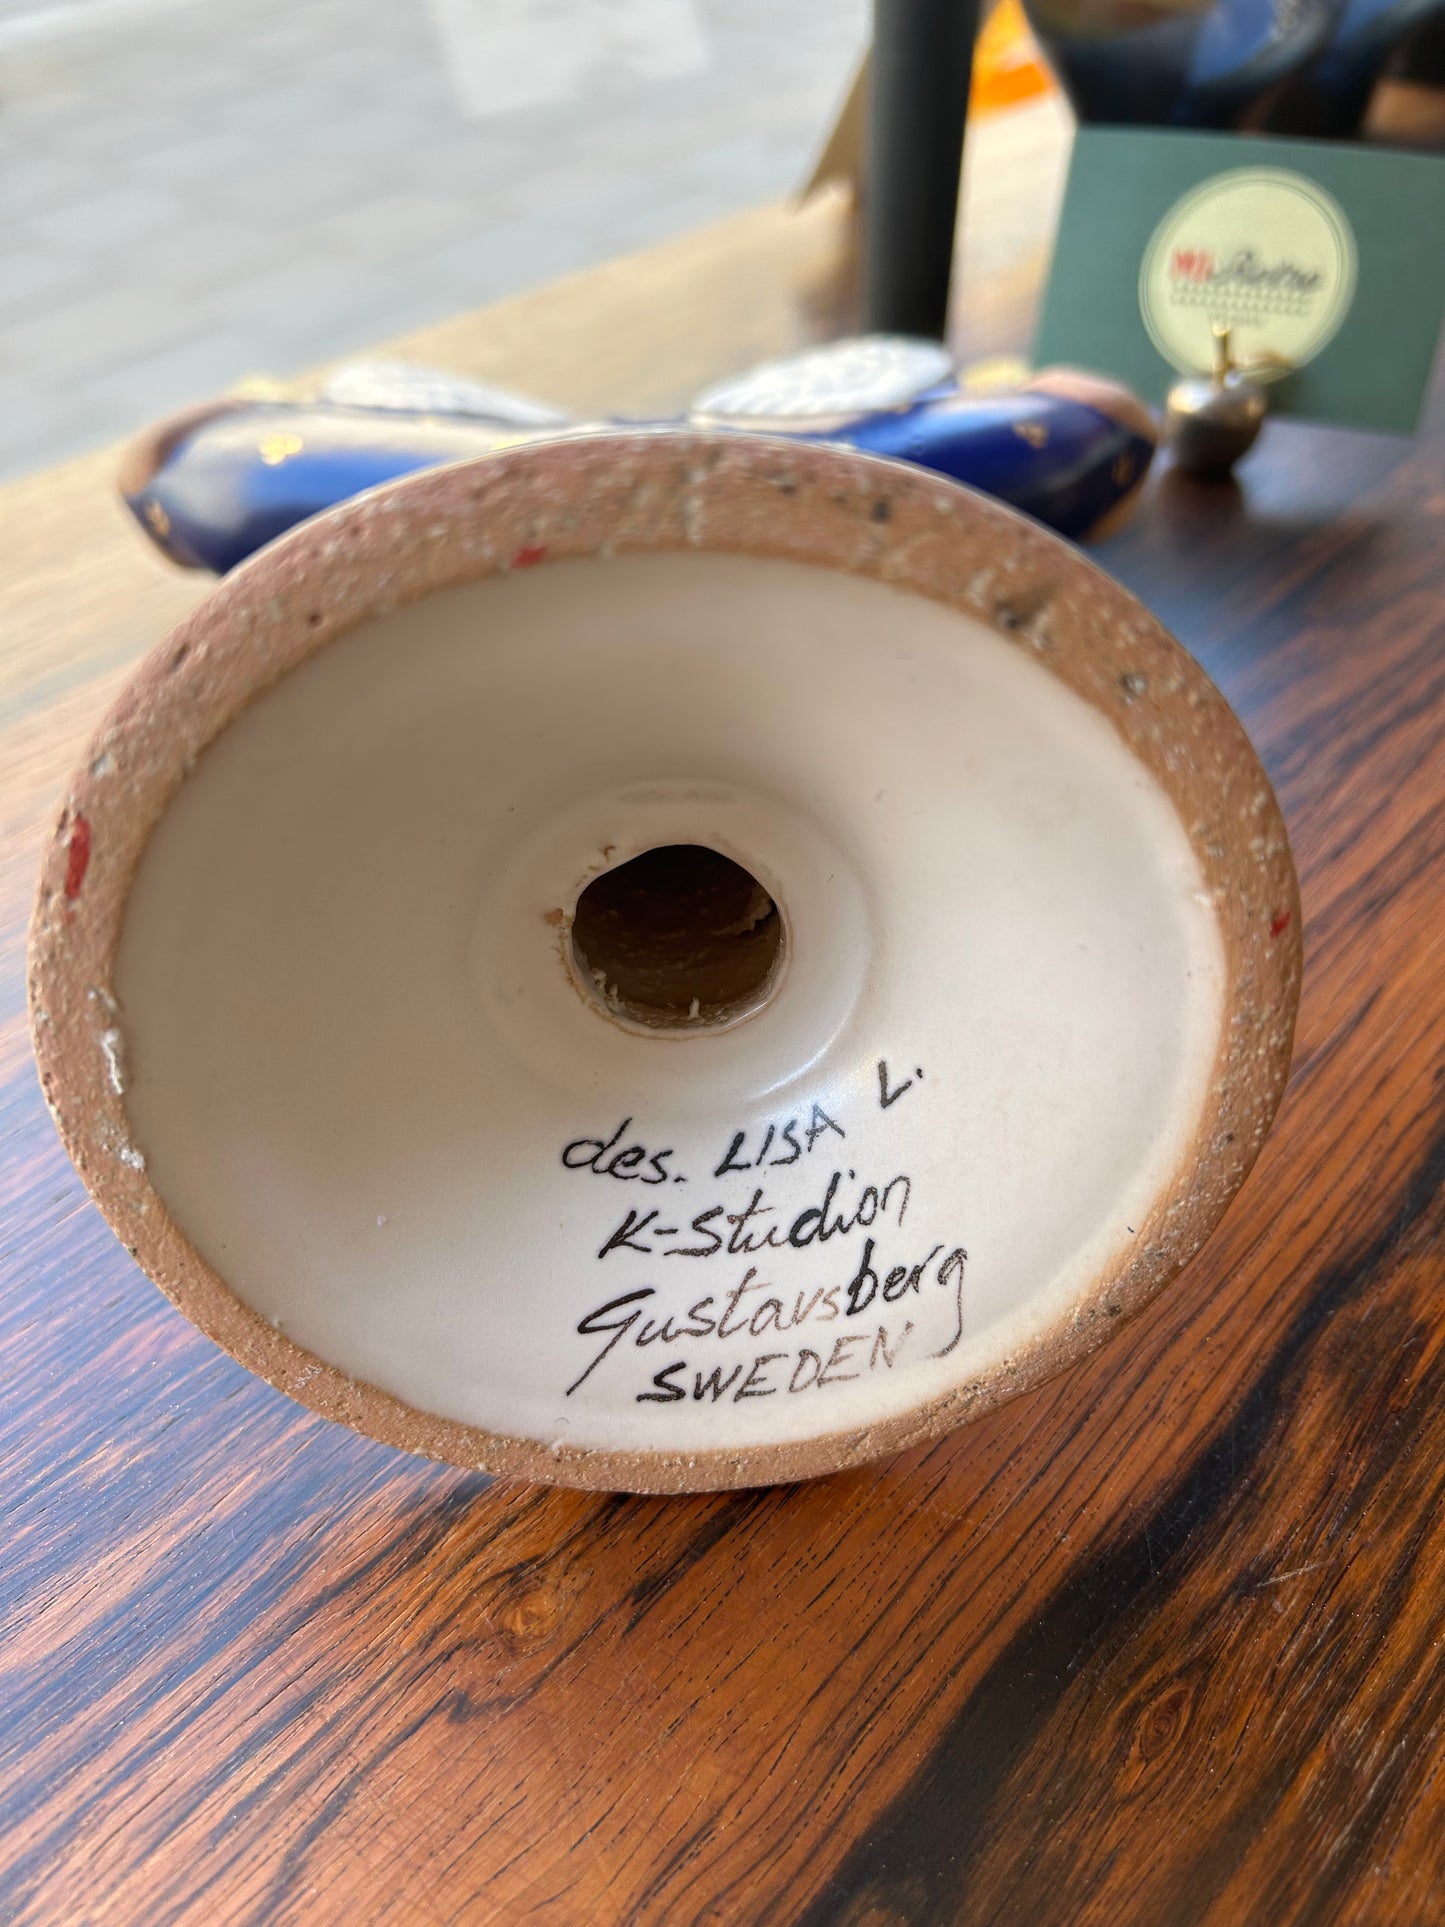 des. LISA L.
K-Studion
Gustavsberg
SWEDEN